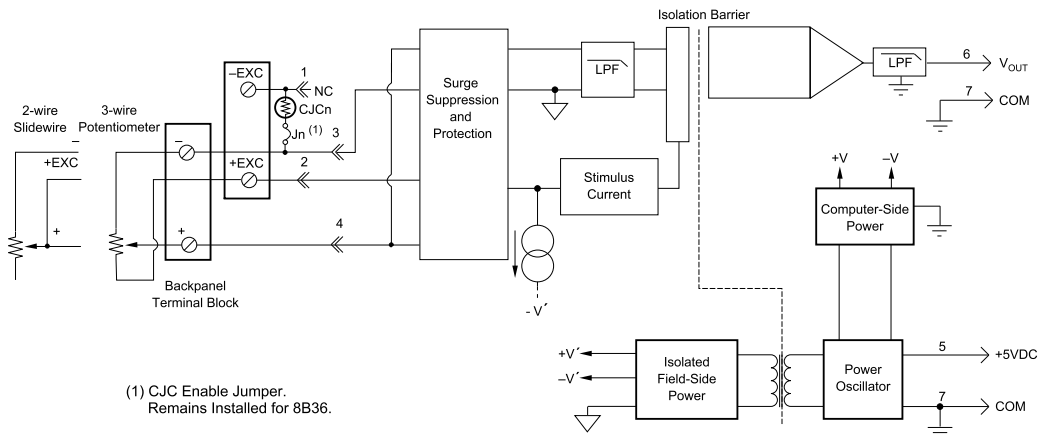 Isolation Barrier
–EXC
1
NC
CJCn
Jn (1)
3
2-wire
Slidewire
3-wire
Potentiometer
–
+EXC
+
–
+EXC
2
+
4
Backpanel
Terminal Block
Surge
Suppression
and
Protection
LPF
Stimulus
Current
- V´
LPF
6
VOUT
7
COM
+V
–V
Computer-Side
Power
+V´
–V´
Isolated
Field-Side
Power
Power
Oscillator
5
+5VDC
7
COM
(1) CJC Enable Jumper.
Remains Installed for 8B36.